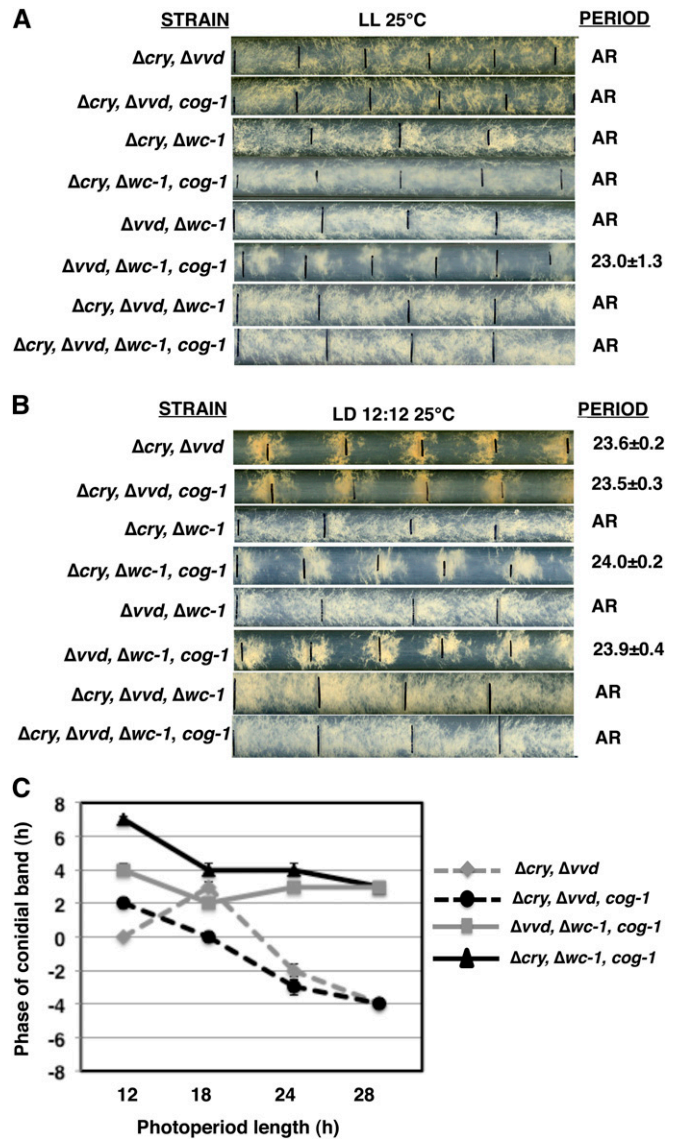 A
STRAIN LL 25°C PERIOD
Δcry, Δvvd AR
Δcry, Δvvd, cog-1 AR
Δcry, Δwc-1 AR
Δcry, Δwc-1, cog-1 AR
Δvvd, Δwc-1 AR
Δvvd, Δwc-1, cog-1 23.0±1.3
Δcry, Δvvd, Δwc-1 AR
Δcry, Δvvd, Δwc-1, cog-1 AR
B
STRAIN LD 12:12 25°C PERIOD
Δcry, Δvvd 23.6±0.2
Δcry, Δvvd, cog-1 23.5±0.3
Δcry, Δwc-1 AR
Δcry, Δwc-1, cog-1 24.0±0.2
Δvvd, Δwc-1 AR
Δvvd, Δwc-1, cog-1 23.9±0.4
Δcry, Δvvd, Δwc-1 AR
Δcry, Δvvd, Δwc-1, cog-1 AR
C
Phase of conidial band (h)
8
6
4
2
0
-2
-4
-6
-8
12 18 24 28
Photoperiod length (h)
Δcry, Δvvd
Δcry, Δvvd, cog-1
Δvvd, Δwc-1, cog-1
Δcry, Δwc-1, cog-1